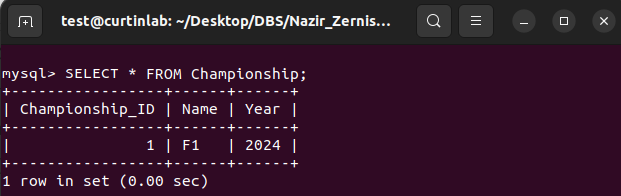 test@curtinlab: ~/Desktop/DBS/Nazir_Zernis...
mysql> SELECT * FROM Championship;
+-----------------+------+------+
| Championship_ID | Name | Year |
+-----------------+------+------+
|               1 | F1   | 2024 |
+-----------------+------+------+
1 row in set (0.00 sec)